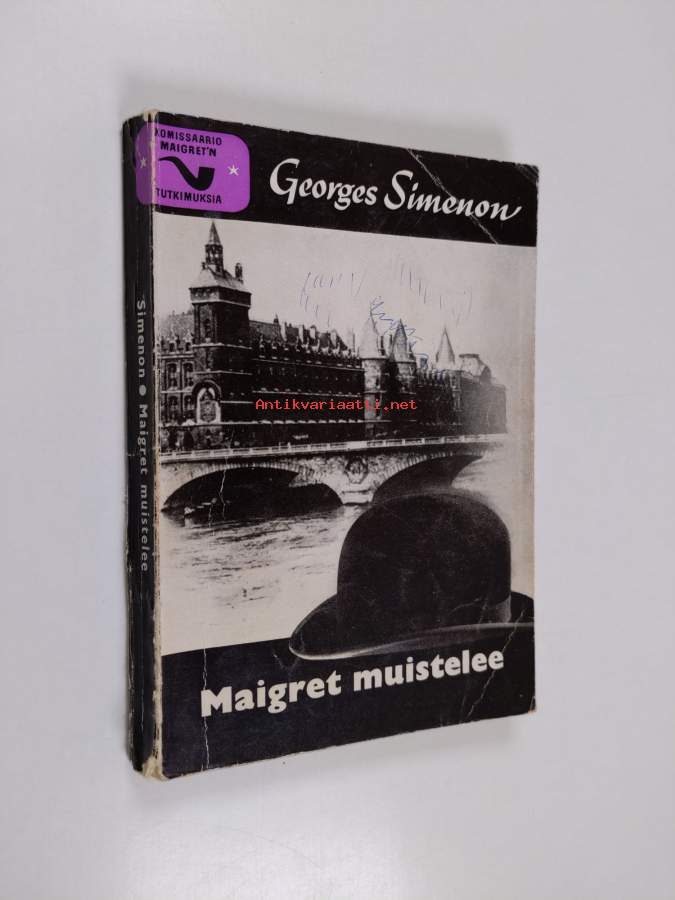 KOMISSAARIO
MAIGRET'N
TUTKIMUKSIA
Georges Simenon
Simenon ● Maigret muistelee
Antikvariaatti.net
Maigret muistelee